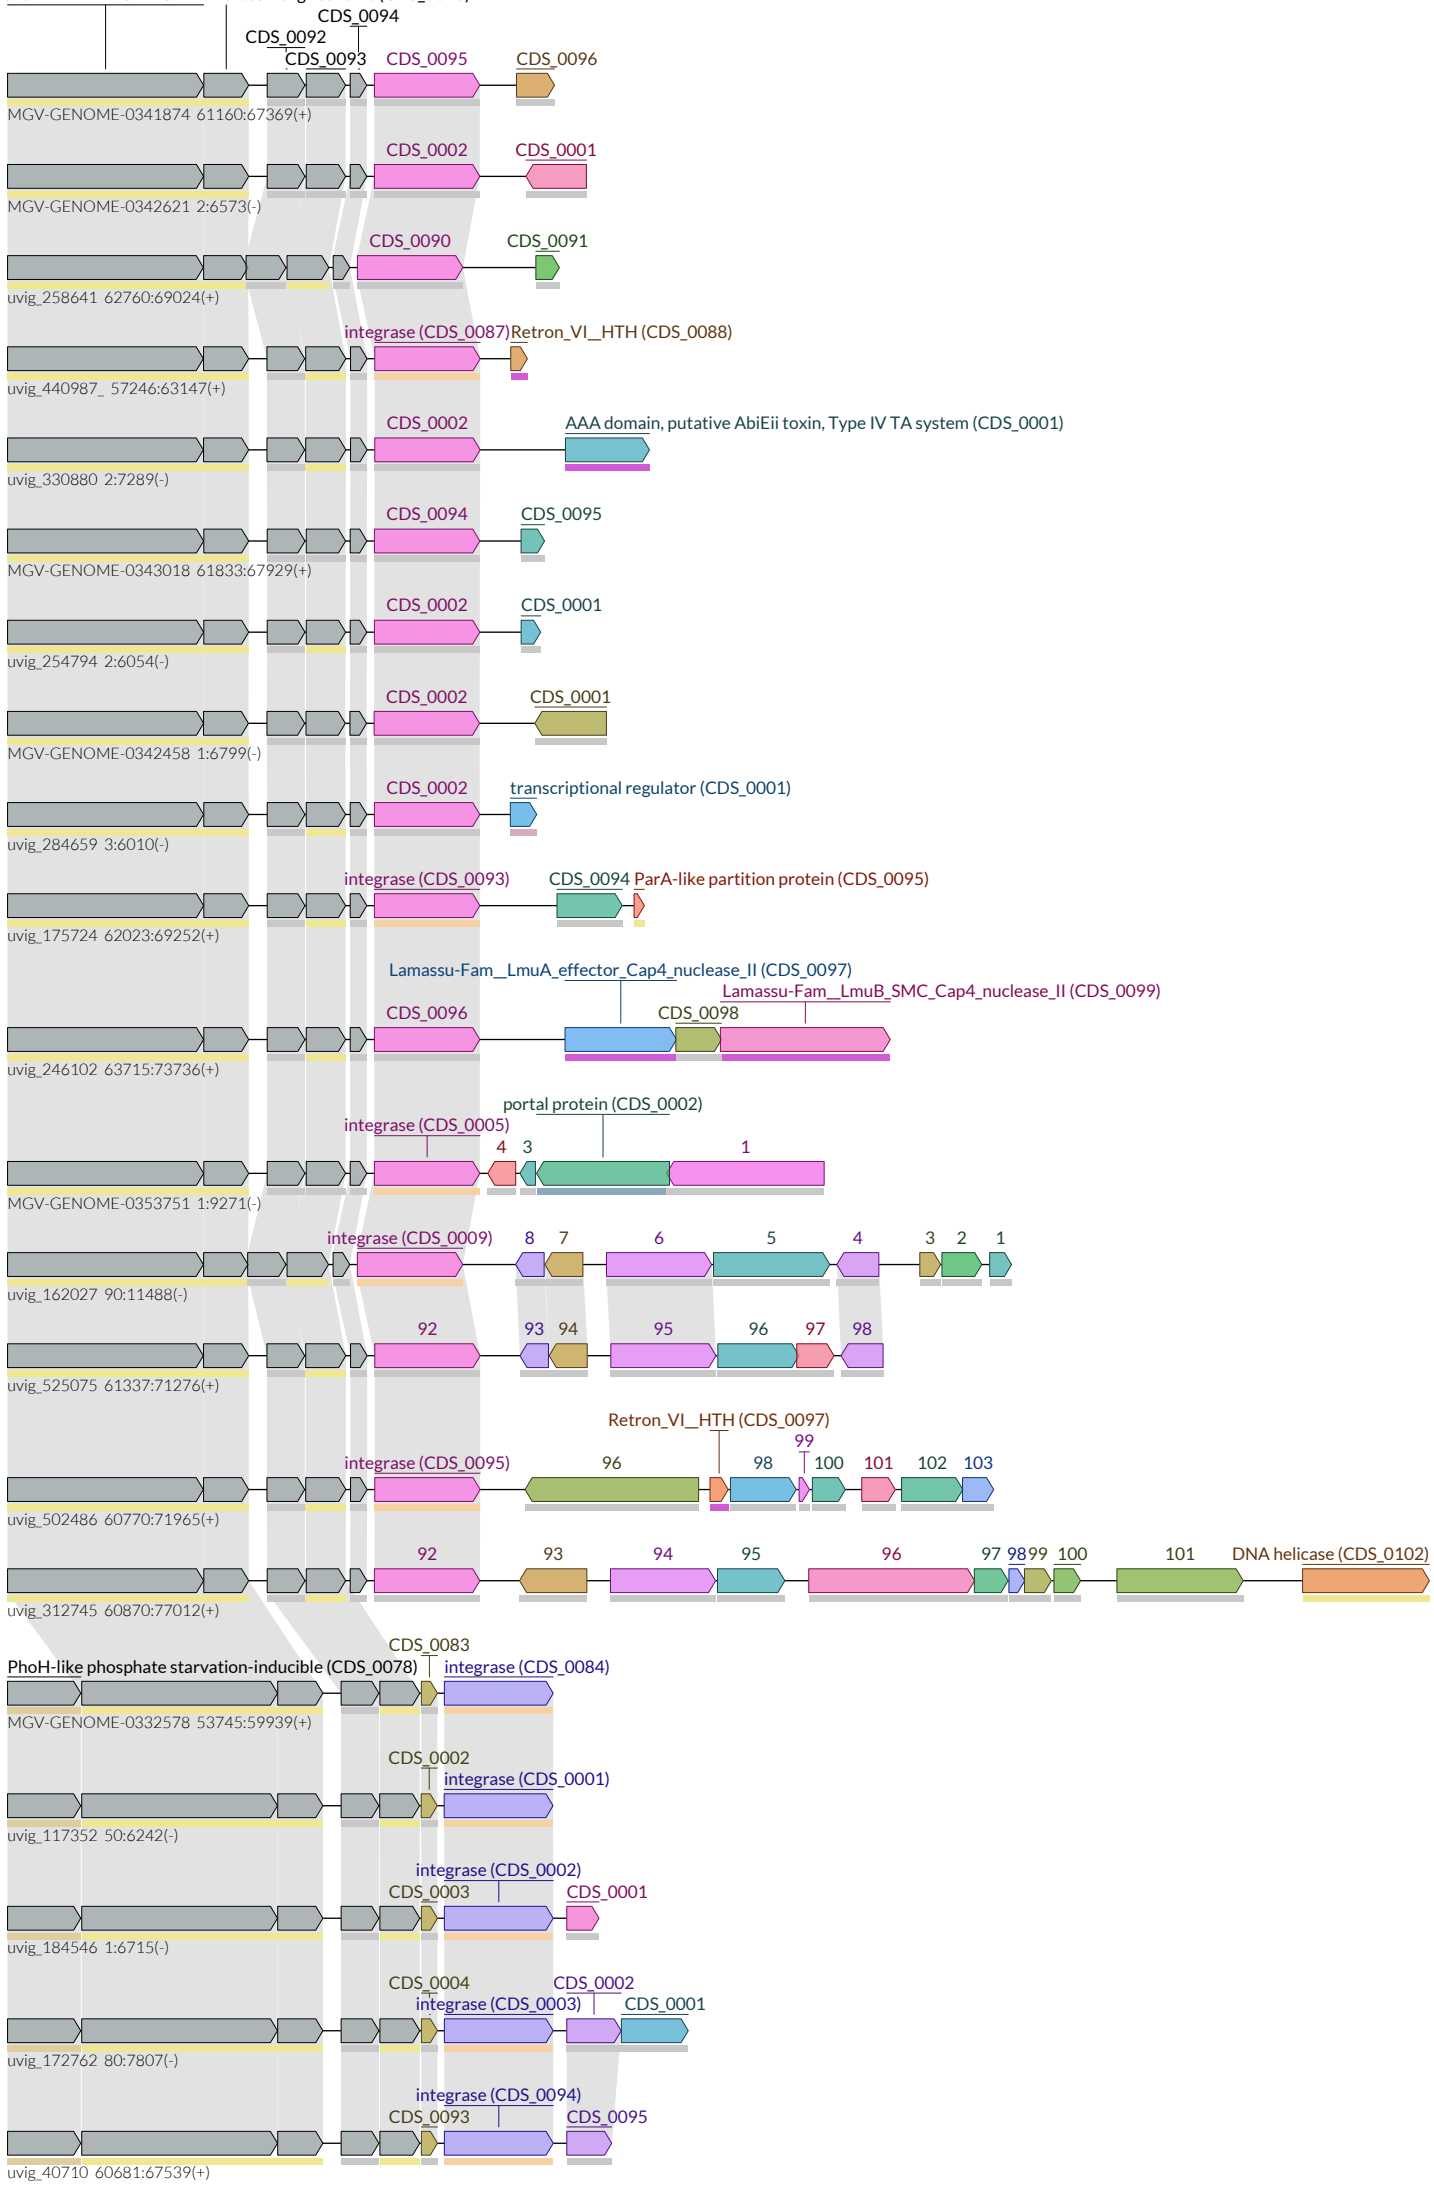 CDS_0094
CDS_0092
CDS_0093 CDS_0095 CDS_0096
MGV-GENOME-0341874 61160:67369(+)
CDS_0002 CDS_0001
MGV-GENOME-0342621 2:6573(-)
CDS_0090 CDS_0091
uvig_258641 62760:69024(+)
integrase (CDS_0087) Retron_VI__HTH (CDS_0088)
uvig_440987_ 57246:63147(+)
CDS_0002 AAA domain, putative AbiEii toxin, Type IV TA system (CDS_0001)
uvig_330880 2:7289(-)
CDS_0094 CDS_0095
MGV-GENOME-0343018 61833:67929(+)
CDS_0002 CDS_0001
uvig_254794 2:6054(-)
CDS_0002 CDS_0001
MGV-GENOME-0342458 1:6799(-)
CDS_0002 transcriptional regulator (CDS_0001)
uvig_284659 3:6010(-)
integrase (CDS_0093) CDS_0094 ParA-like partition protein (CDS_0095)
uvig_175724 62023:69252(+)
Lamassu-Fam__LmuA_effector_Cap4_nuclease_II (CDS_0097)
Lamassu-Fam__LmuB_SMC_Cap4_nuclease_II (CDS_0099)
CDS_0096 CDS_0098
uvig_246102 63715:73736(+)
portal protein (CDS_0002)
integrase (CDS_0005)
4 3 1
MGV-GENOME-0353751 1:9271(-)
integrase (CDS_0009) 8 7 6 5 4 3 2 1
uvig_162027 90:11488(-)
92 93 94 95 96 97 98
uvig_525075 61337:71276(+)
Retron_VI__HTH (CDS_0097)
99
integrase (CDS_0095) 96 98 100 101 102 103
uvig_502486 60770:71965(+)
92 93 94 95 96 97 98 99 100 101 DNA helicase (CDS_0102)
uvig_312745 60870:77012(+)
CDS_0083
PhoH-like phosphate starvation-inducible (CDS_0078) integrase (CDS_0084)
MGV-GENOME-0332578 53745:59939(+)
CDS_0002
integrase (CDS_0001)
uvig_117352 50:6242(-)
integrase (CDS_0002)
CDS_0003 CDS_0001
uvig_184546 1:6715(-)
CDS_0004 CDS_0002
integrase (CDS_0003) CDS_0001
uvig_172762 80:7807(-)
integrase (CDS_0094)
CDS_0093 CDS_0095
uvig_40710 60681:67539(+)